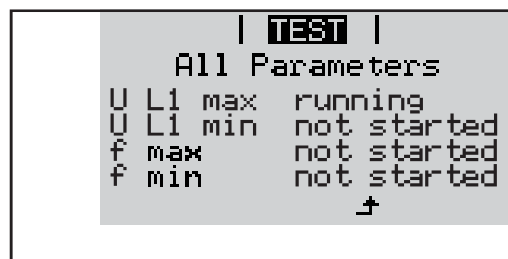 TEST
All Parameters
U L1 max running
U L1 min not started
f max not started
f min not started